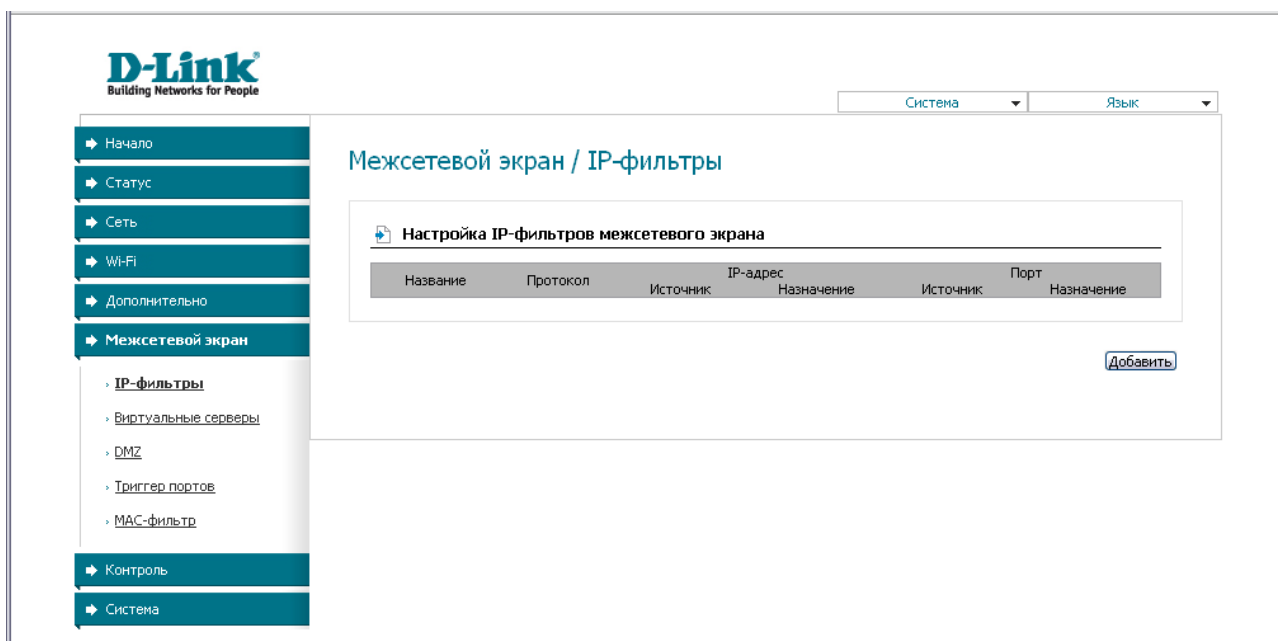 D-Link
Building Networks for People
Система
Язык
Начало
Статус
Сеть
Wi-Fi
Дополнительно
Межсетевой экран
IP-фильтры
Виртуальные серверы
DMZ
Триггер портов
MAC-фильтр
Контроль
Система
Межсетевой экран / IP-фильтры
Настройка IP-фильтров межсетевого экрана
Название Протокол IP-адрес Порт
Источник Назначение Источник Назначение
Добавить